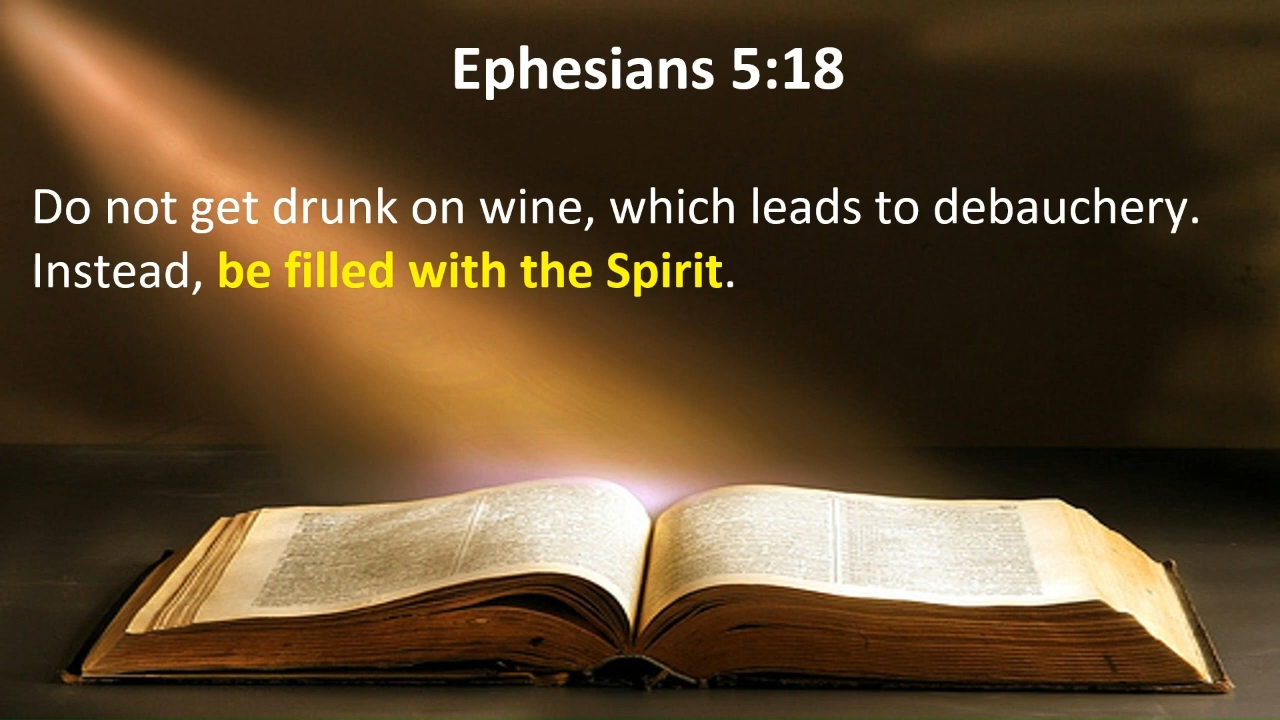 Ephesians 5:18
Do not get drunk on wine, which leads to debauchery.
Instead, be filled with the Spirit.